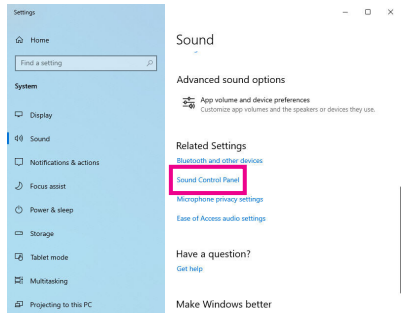 Settings
Home
Find a setting
System
Display
Sound
Notifications & actions
Focus assist
Power & sleep
Storage
Tablet mode
Multitasking
Projecting to this PC
Sound
Advanced sound options
App volume and device preferences
Customize app volumes and the speakers or devices they use.
Related Settings
Bluetooth and other devices
Sound Control Panel
Microphone privacy settings
Ease of Access audio settings
Have a question?
Get help
Make Windows better